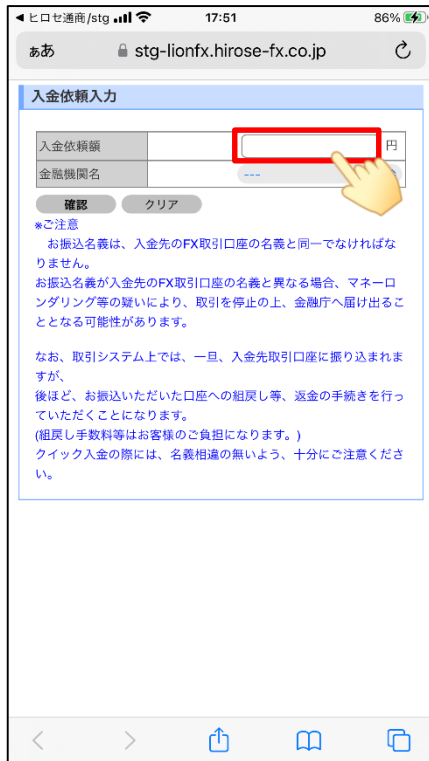 ◀ヒロセ通商/stg 17:51 86%
ぁあ stg-lionfx.hirose-fx.co.jp
入金依頼入力
入金依頼額 円
金融機関名 ---
確認 クリア
*ご注意
お振込名義は、入金先のFX取引口座の名義と同一でなければな
りません。
お振込名義が入金先のFX取引口座の名義と異なる場合、マネーロ
ンダリング等の疑いにより、取引を停止の上、金融庁へ届け出るこ
ととなる可能性があります。
なお、取引システム上では、一旦、入金先取引口座に振り込まれま
すが、
後ほど、お振込いただいた口座への組戻し等、返金の手続きを行っ
ていただくことになります。
(組戻し手数料等はお客様のご負担になります。)
クイック入金の際には、名義相違の無いよう、十分にご注意くださ
い。